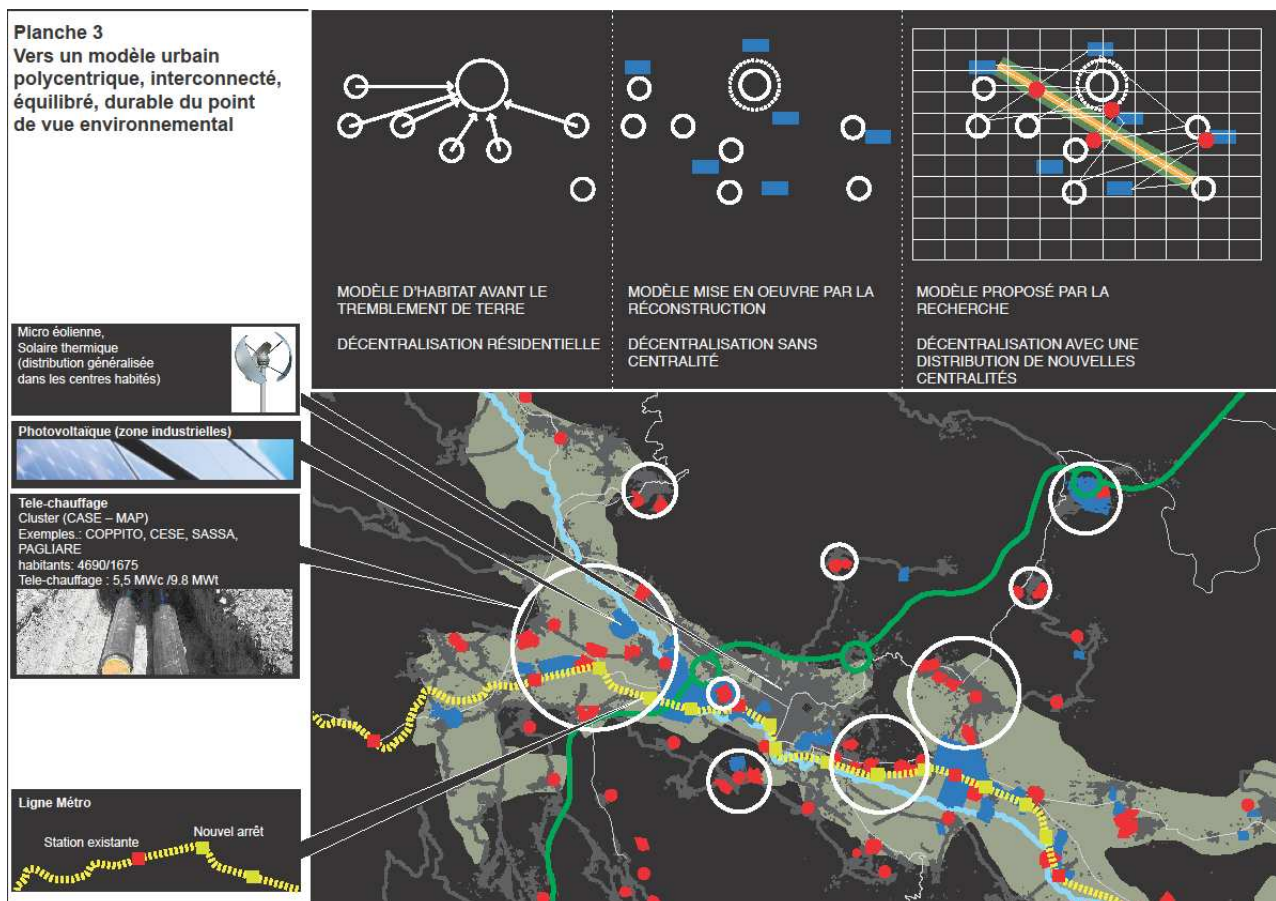 Planche 3
Vers un modèle urbain
polycentrique, interconnecté,
équilibré, durable du point
de vue environnemental
MODÈLE D'HABITAT AVANT LE
TREMBLEMENT DE TERRE
DÉCENTRALISATION RÉSIDENTIELLE
MODÈLE MISE EN OEUVRE PAR LA
RÉCONSTRUCTION
DÉCENTRALISATION SANS
CENTRALITÉ
MODÈLE PROPOSÉ PAR LA
RECHERCHE
DÉCENTRALISATION AVEC UNE
DISTRIBUTION DE NOUVELLES
CENTRALITÉS
Micro éolienne,
Solaire thermique
(distribution généralisée
dans les centres habités)
Photovoltaïque (zone industrielles)
Tele-chauffage
Cluster (CASE – MAP)
Exemples.: COPPITO, CESE, SASSA,
PAGLIARE
habitants: 4690/1675
Tele-chauffage : 5,5 MWc /9.8 MWt
Ligne Métro
Nouvel arrêt
Station existante